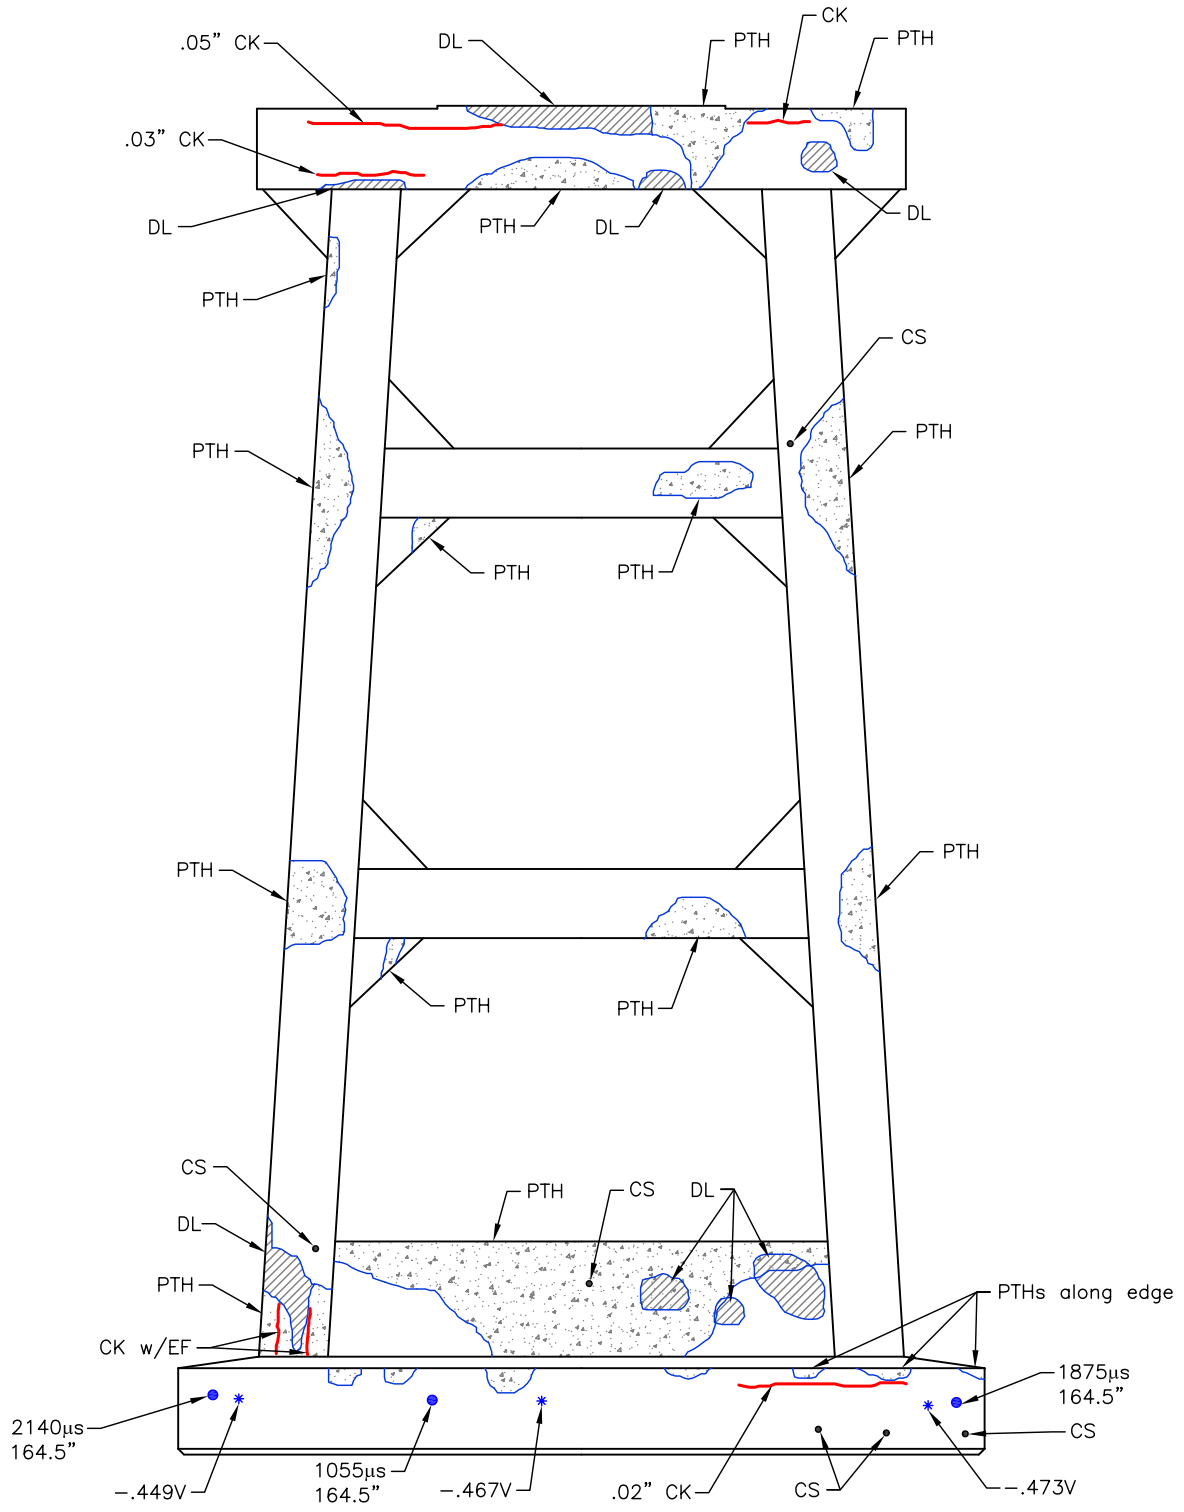 CK
.05” CK
DL
PTH
PTH
.03” CK
DL
PTH
DL
DL
PTH
CS
PTH
PTH
PTH
PTH
PTH
PTH
PTH
PTH
CS
PTH
CS
DL
DL
PTH
PTHs along edge
CK w/EF
1875µs
164.5”
2140µs
164.5”
CS
1055µs
164.5”
-.449V
-.467V
.02” CK
CS
-.473V